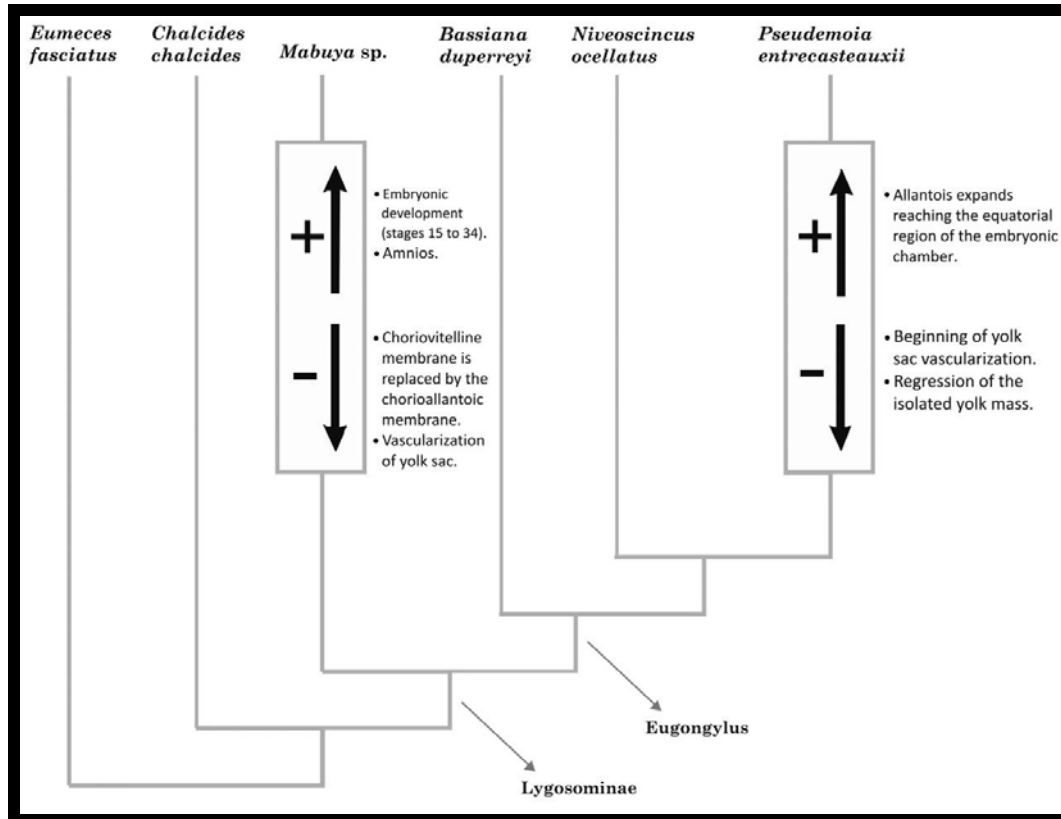 Eumeces
fasciatus
Chalcides
chalcides
Mabuya sp.
Bassiana
duperreyi
Niveoscincus
ocellatus
Pseudemoia
entrecasteauxii
+
• Embryonic
development
(stages 15 to 34).
• Amnios.
−
• Choriovitelline
membrane is
replaced by the
chorioallantoic
membrane.
• Vascularization
of yolk sac.
+
• Allantois expands
reaching the equatorial
region of the embryonic
chamber.
−
• Beginning of yolk
sac vascularization.
• Regression of the
isolated yolk mass.
Eugongylus
Lygosominae